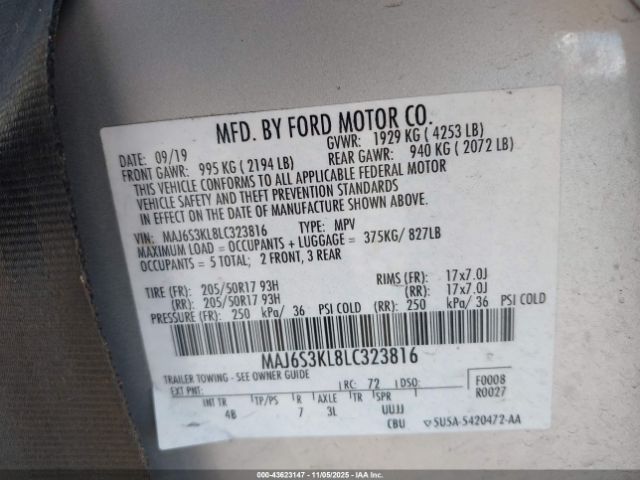 MFD. BY FORD MOTOR CO.
DATE: 09/19 GVWR: 1929 KG ( 4253 LB)
FRONT GAWR: 995 KG ( 2194 LB) REAR GAWR: 940 KG ( 2072 LB)
THIS VEHICLE CONFORMS TO ALL APPLICABLE FEDERAL MOTOR
VEHICLE SAFETY AND THEFT PREVENTION STANDARDS
IN EFFECT ON THE DATE OF MANUFACTURE SHOWN ABOVE.
VIN: MAJ6S3KL8LC323816 TYPE: MPV
MAXIMUM LOAD = OCCUPANTS + LUGGAGE = 375KG/ 827LB
OCCUPANTS = 5 TOTAL; 2 FRONT, 3 REAR
TIRE (FR): 205/50R17 93H RIMS (FR): 17x7.0J
(RR): 205/50R17 93H (RR): 17x7.0J
PRESSURE (FR): 250 kPa/ 36 PSI COLD (RR): 250 kPa/ 36 PSI COLD
MAJ6S3KL8LC323816
TRAILER TOWING - SEE OWNER GUIDE
EXT PNT: RC: 72 DSO: F0008
R0027
INT TR TP/PS R AXLE TR SPR
4B 7 3L UUJJ
CBU 5U5A-5420472-AA
© 000-43623147 - 11/05/2025 - IAAI COPYRIGHT